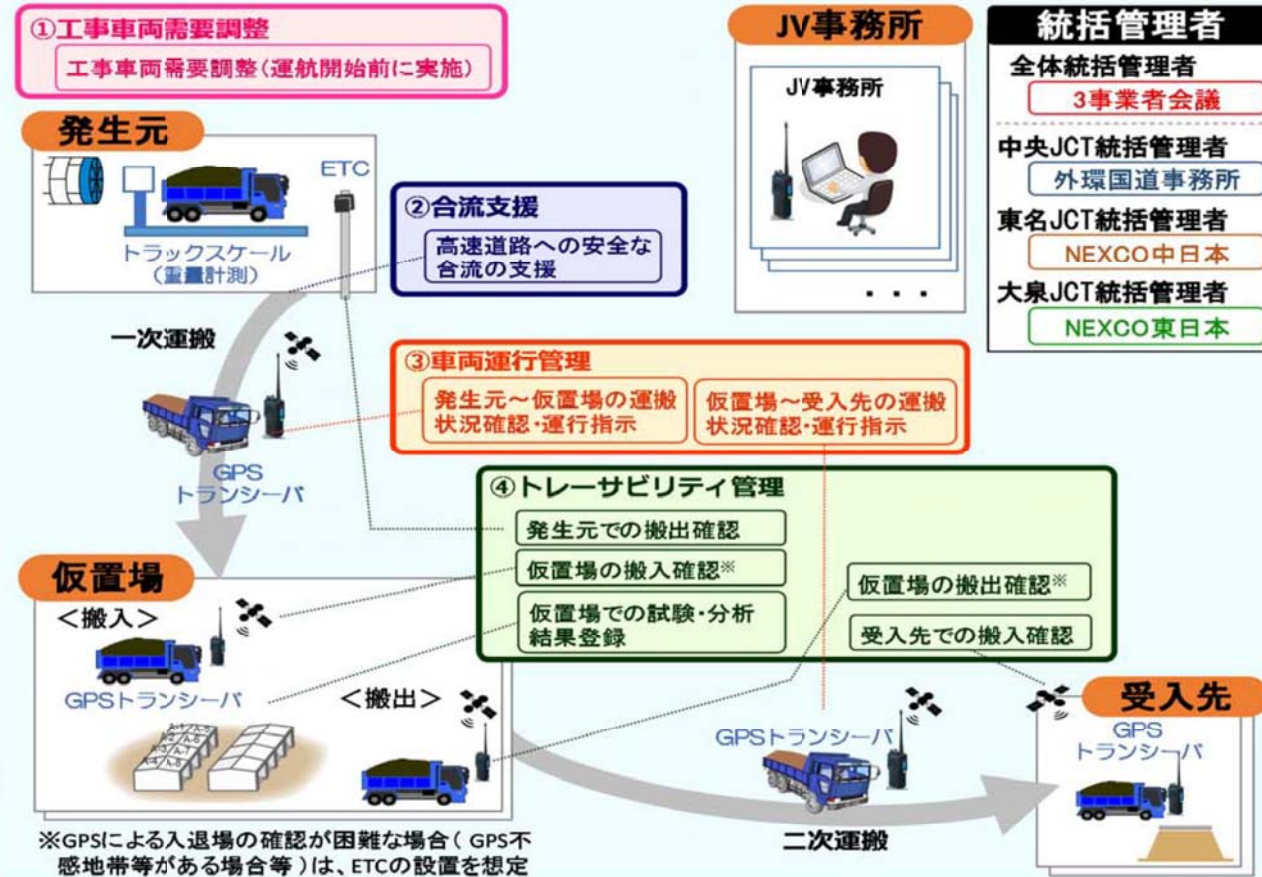 ①工事車両需要調整
工事車両需要調整(運航開始前に実施)
発生元
ETC
トラックスケール
(重量計測)
②合流支援
高速道路への安全な
合流の支援
JV事務所
JV事務所
・・・
統括管理者
全体統括管理者
3事業者会議
中央JCT統括管理者
外環国道事務所
東名JCT統括管理者
NEXCO中日本
大泉JCT統括管理者
NEXCO東日本
一次運搬
GPS
トランシーバ
③車両運行管理
発生元～仮置場の運搬
状況確認・運行指示
仮置場～受入先の運搬
状況確認・運行指示
④トレーサビリティ管理
発生元での搬出確認
仮置場の搬入確認※
仮置場での試験・分析
結果登録
仮置場の搬出確認※
受入先での搬入確認
仮置場
＜搬入＞
GPSトランシーバ
＜搬出＞
GPSトランシーバ
二次運搬
受入先
GPS
トランシーバ
※GPSによる入退場の確認が困難な場合( GPS不
感地帯等がある場合等)は、ETCの設置を想定